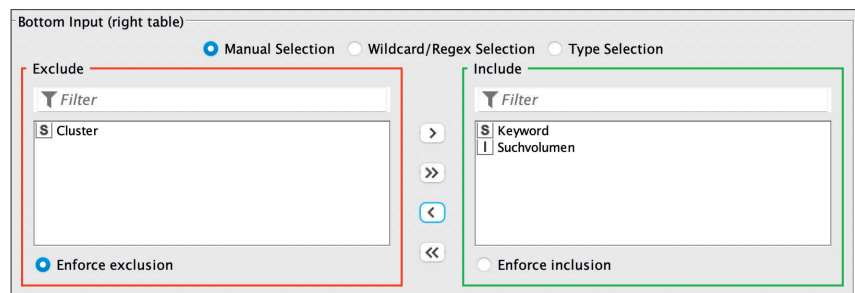 Bottom Input (right table)
Manual Selection Wildcard/Regex Selection Type Selection
Exclude
Filter
S Cluster
Enforce exclusion
>
>>
<
<<
Include
Filter
S Keyword
I Suchvolumen
Enforce inclusion